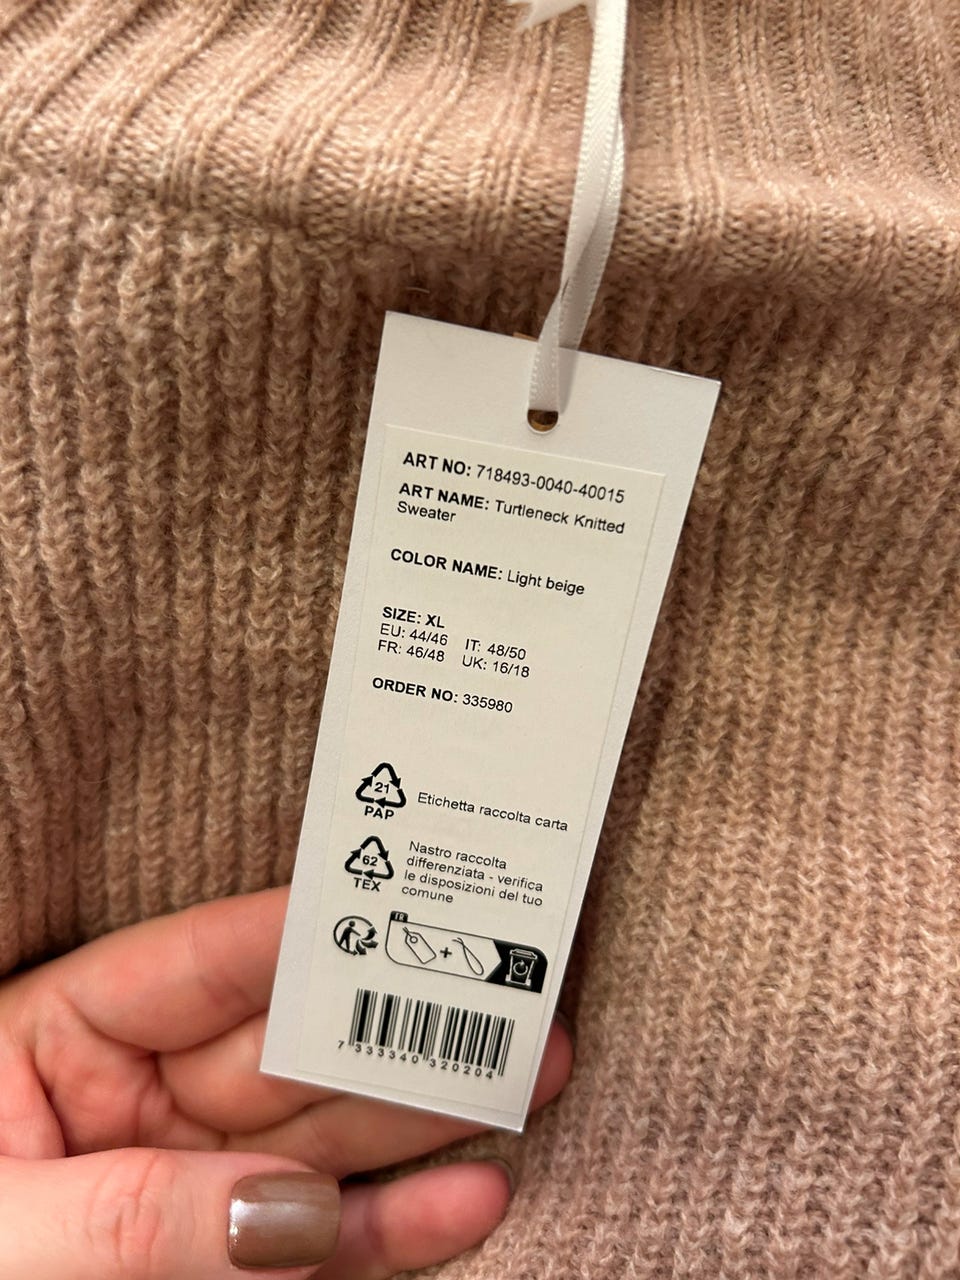 ART NO: 718493-0040-40015
ART NAME: Turtleneck Knitted
Sweater
COLOR NAME: Light beige
SIZE: XL
EU: 44/46 IT: 48/50
FR: 46/48 UK: 16/18
ORDER NO: 335980
21
PAP
Etichetta raccolta carta
62
TEX
Nastro raccolta
differenziata - verifica
le disposizioni del tuo
comune
FR
+
7 333340 320204